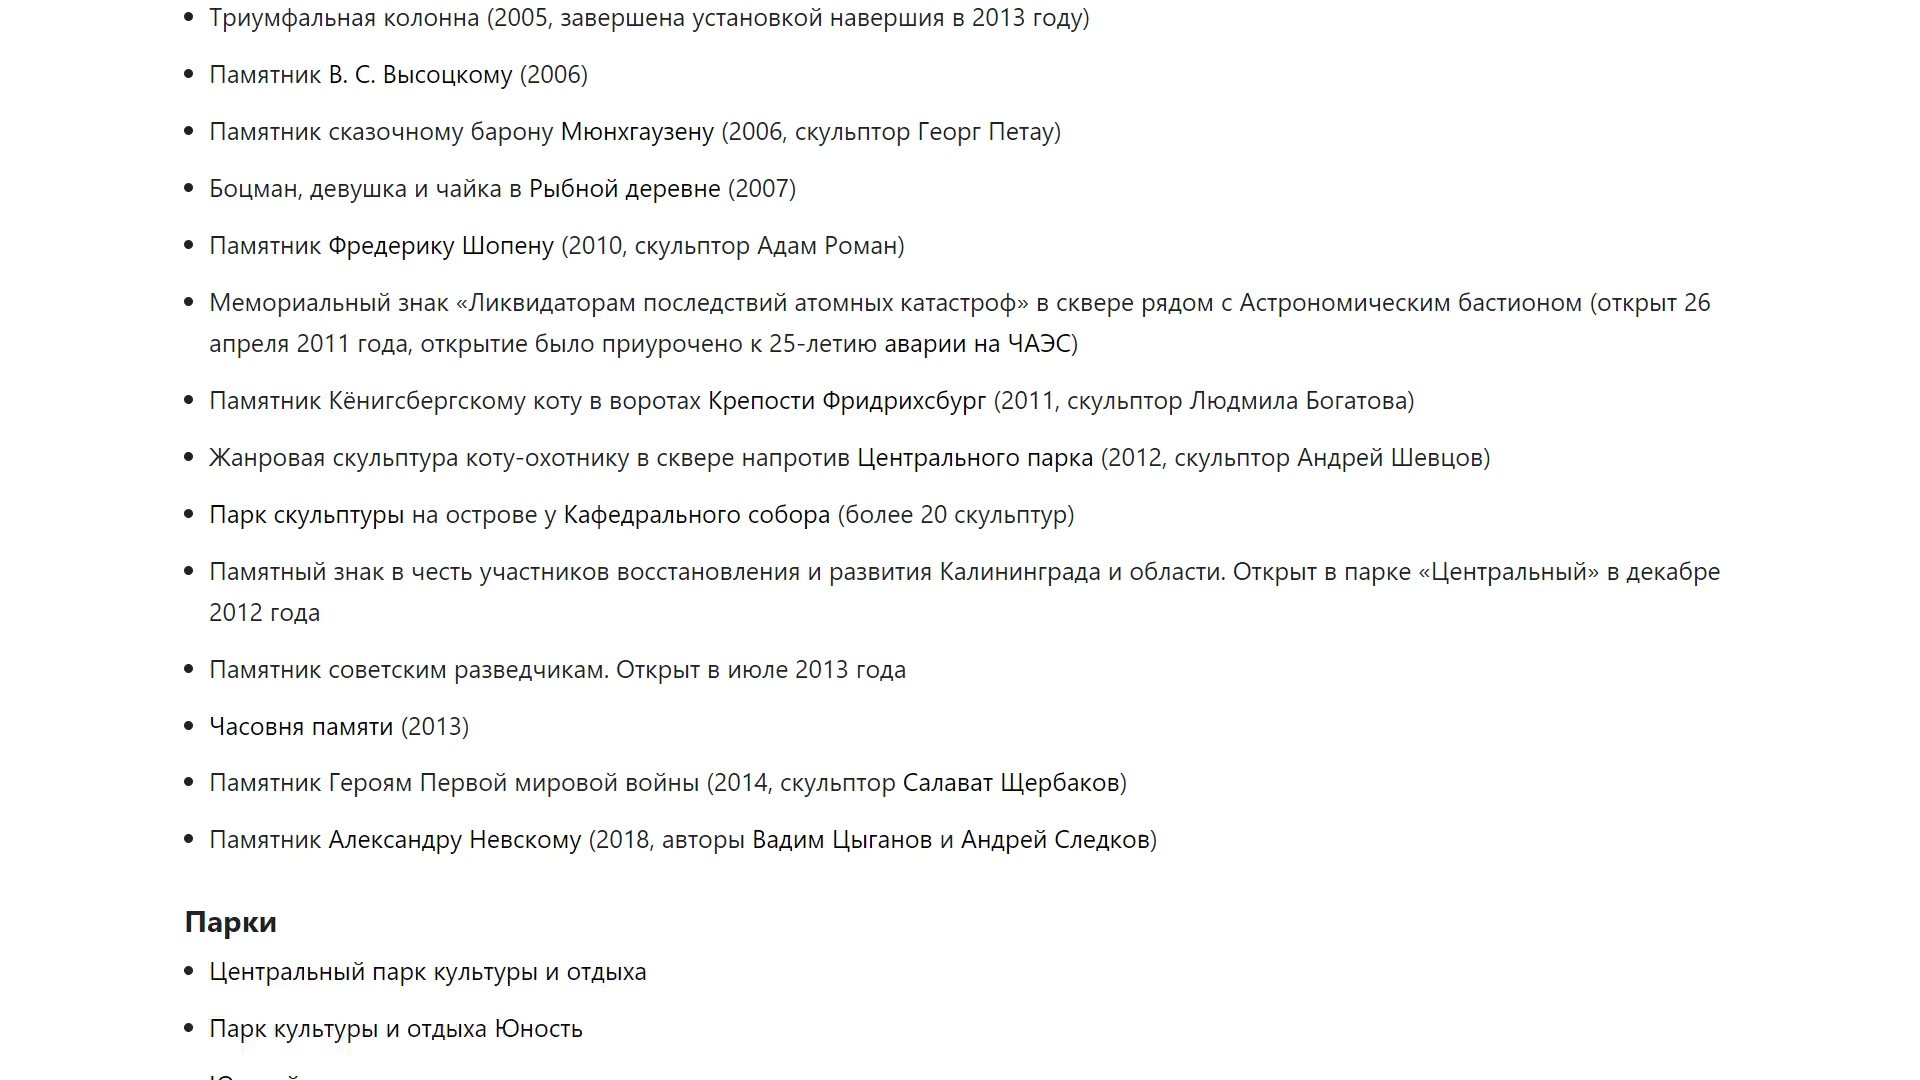 Триумфальная колонна (2005, завершена установкой навершия в 2013 году)
Памятник В. С. Высоцкому (2006)
Памятник сказочному барону Мюнхгаузену (2006, скульптор Георг Петау)
Боцман, девушка и чайка в Рыбной деревне (2007)
Памятник Фредерику Шопену (2010, скульптор Адам Роман)
Мемориальный знак «Ликвидаторам последствий атомных катастроф» в сквере рядом с Астрономическим бастионом (открыт 26
апреля 2011 года, открытие было приурочено к 25-летию аварии на ЧАЭС)
Памятник Кёнигсбергскому коту в воротах Крепости Фридрихсбург (2011, скульптор Людмила Богатова)
Жанровая скульптура коту-охотнику в сквере напротив Центрального парка (2012, скульптор Андрей Шевцов)
Парк скульптуры на острове у Кафедрального собора (более 20 скульптур)
Памятный знак в честь участников восстановления и развития Калининграда и области. Открыт в парке «Центральный» в декабре
2012 года
Памятник советским разведчикам. Открыт в июле 2013 года
Часовня памяти (2013)
Памятник Героям Первой мировой войны (2014, скульптор Салават Щербаков)
Памятник Александру Невскому (2018, авторы Вадим Цыганов и Андрей Следков)
Парки
Центральный парк культуры и отдыха
Парк культуры и отдыха Юность